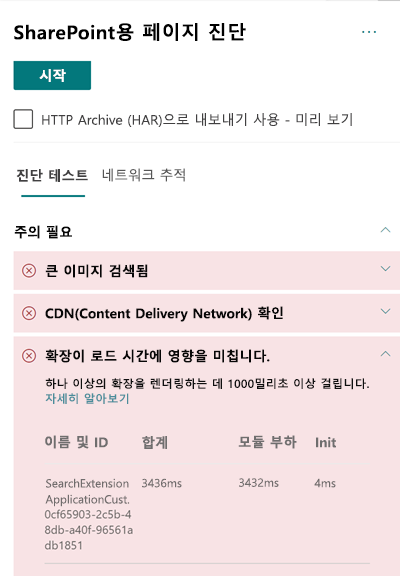 SharePoint용 페이지 진단
...
시작
HTTP Archive (HAR)으로 내보내기 사용 - 미리 보기
진단 테스트 네트워크 추적
주의 필요
큰 이미지 검색됨
CDN(Content Delivery Network) 확인
확장이 로드 시간에 영향을 미칩니다.
하나 이상의 확장을 렌더링하는 데 1000밀리초 이상 걸립니다.
자세히 알아보기
이름 및 ID 합계 모듈 부하 Init
SearchExtension 3436ms 3432ms 4ms
ApplicationCust.
0cf65903-2c5b-4
8db-a40f-96561a
db1851